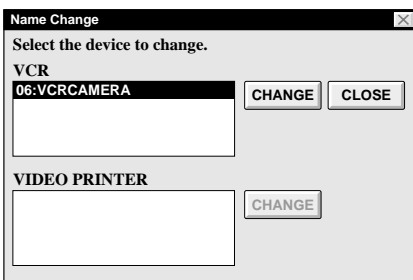 Name Change
Select the device to change.
VCR
06:VCRCAMERA
CHANGE CLOSE
VIDEO PRINTER
CHANGE